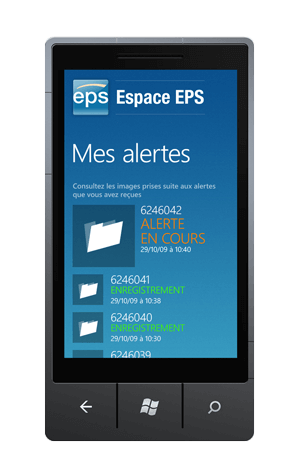 eps Espace EPS
Mes alertes
Consultez les images prises suite aux alertes
que vous avez reçues
6246042
ALERTE
EN COURS
29/10/09 à 10:40
6246041
ENREGISTREMENT
29/10/09 à 10:38
6246040
ENREGISTREMENT
29/10/09 à 10:30
6246039